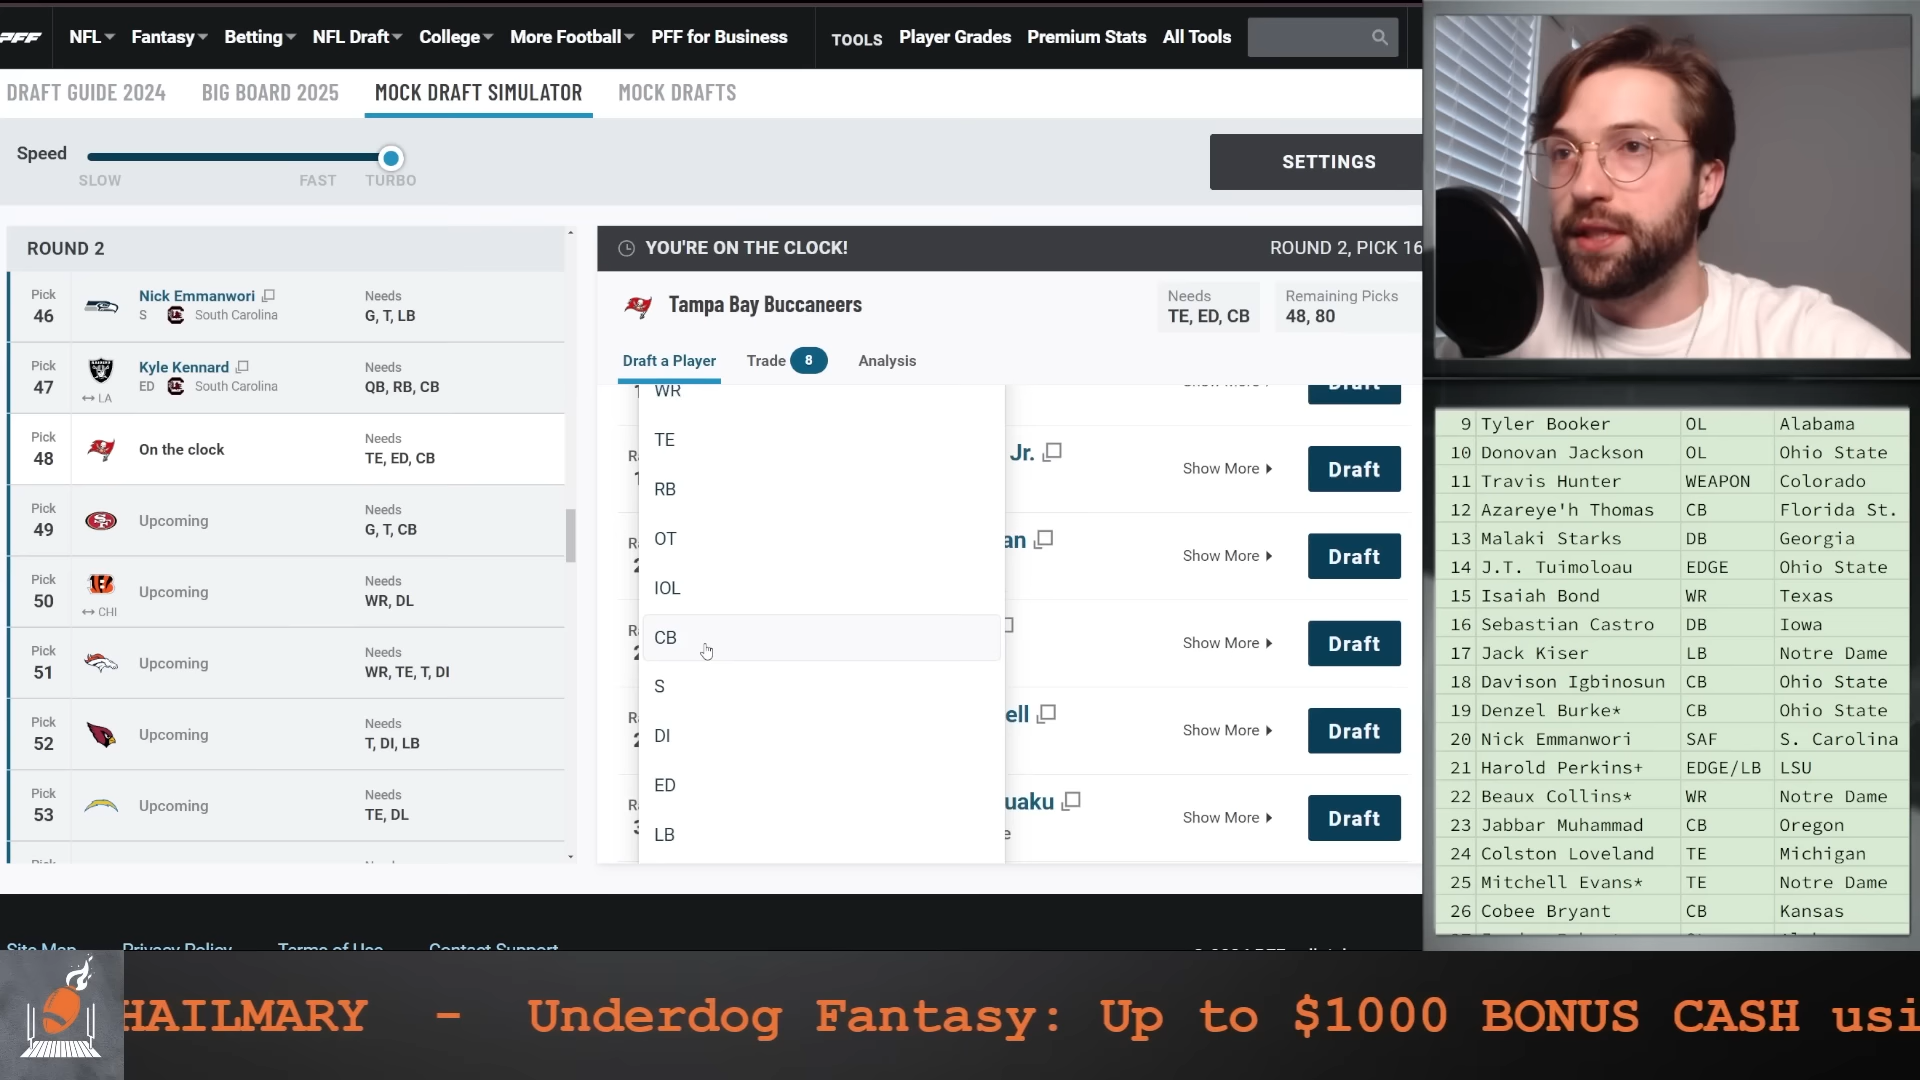 PFF NFL Fantasy Betting NFL Draft College More Football PFF for Business TOOLS Player Grades Premium Stats All Tools
DRAFT GUIDE 2024 BIG BOARD 2025 MOCK DRAFT SIMULATOR MOCK DRAFTS
Speed
SLOW FAST TURBO
SETTINGS
ROUND 2
Pick 46 Nick Emmanwori Needs
S South Carolina G, T, LB
Pick 47 Kyle Kennard Needs
ED South Carolina QB, RB, CB
↔ LA
Pick 48 On the clock Needs
TE, ED, CB
Pick 49 Upcoming Needs
G, T, CB
Pick 50 Upcoming Needs
WR, DL
↔ CHI
Pick 51 Upcoming Needs
WR, TE, T, DI
Pick 52 Upcoming Needs
T, DI, LB
Pick 53 Upcoming Needs
TE, DL
YOU'RE ON THE CLOCK! ROUND 2, PICK 16
Tampa Bay Buccaneers
Needs
TE, ED, CB
Remaining Picks
48, 80
Draft a Player Trade 8 Analysis
WR
TE
RB
OT
IOL
CB
S
DI
ED
LB
Show More Draft
Jr. Show More Draft
an Show More Draft
Show More Draft
ell Show More Draft
uaku Show More Draft
9 Tyler Booker OL Alabama
10 Donovan Jackson OL Ohio State
11 Travis Hunter WEAPON Colorado
12 Azareye'h Thomas CB Florida St.
13 Malaki Starks DB Georgia
14 J.T. Tuimoloau EDGE Ohio State
15 Isaiah Bond WR Texas
16 Sebastian Castro DB Iowa
17 Jack Kiser LB Notre Dame
18 Davison Igbinosun CB Ohio State
19 Denzel Burke* CB Ohio State
20 Nick Emmanwori SAF S. Carolina
21 Harold Perkins+ EDGE/LB LSU
22 Beaux Collins* WR Notre Dame
23 Jabbar Muhammad CB Oregon
24 Colston Loveland TE Michigan
25 Mitchell Evans* TE Notre Dame
26 Cobee Bryant CB Kansas
Site Map Privacy Policy Terms of Use Contact Support
HAILMARY - Underdog Fantasy: Up to $1000 BONUS CASH usi